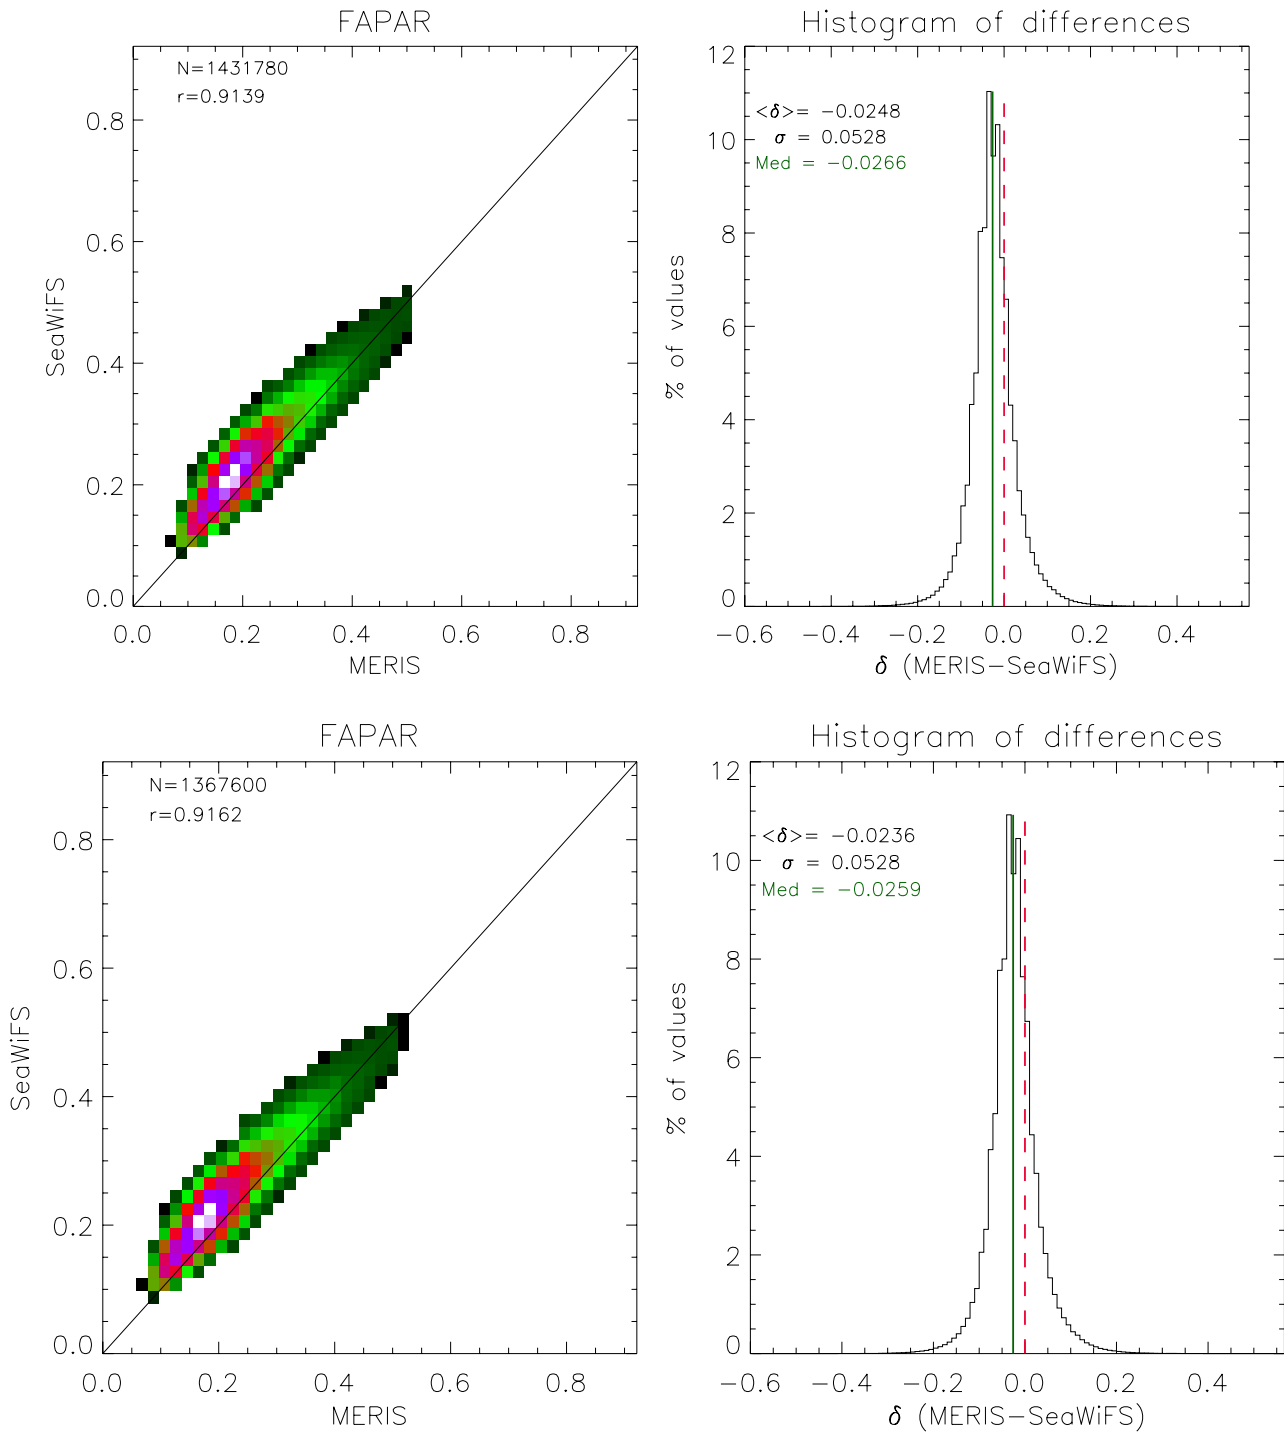 FAPAR
N=1431780
r=0.9139
0.8
0.6
0.4
0.2
0.0
SeaWiFS
0.0 0.2 0.4 0.6 0.8
MERIS
Histogram of differences
<δ>= −0.0248
σ = 0.0528
Med = −0.0266
12
10
8
6
4
2
0
% of values
−0.6 −0.4 −0.2 0.0 0.2 0.4
δ (MERIS−SeaWiFS)
FAPAR
N=1367600
r=0.9162
0.8
0.6
0.4
0.2
0.0
SeaWiFS
0.0 0.2 0.4 0.6 0.8
MERIS
Histogram of differences
<δ>= −0.0236
σ = 0.0528
Med = −0.0259
12
10
8
6
4
2
0
% of values
−0.6 −0.4 −0.2 0.0 0.2 0.4
δ (MERIS−SeaWiFS)